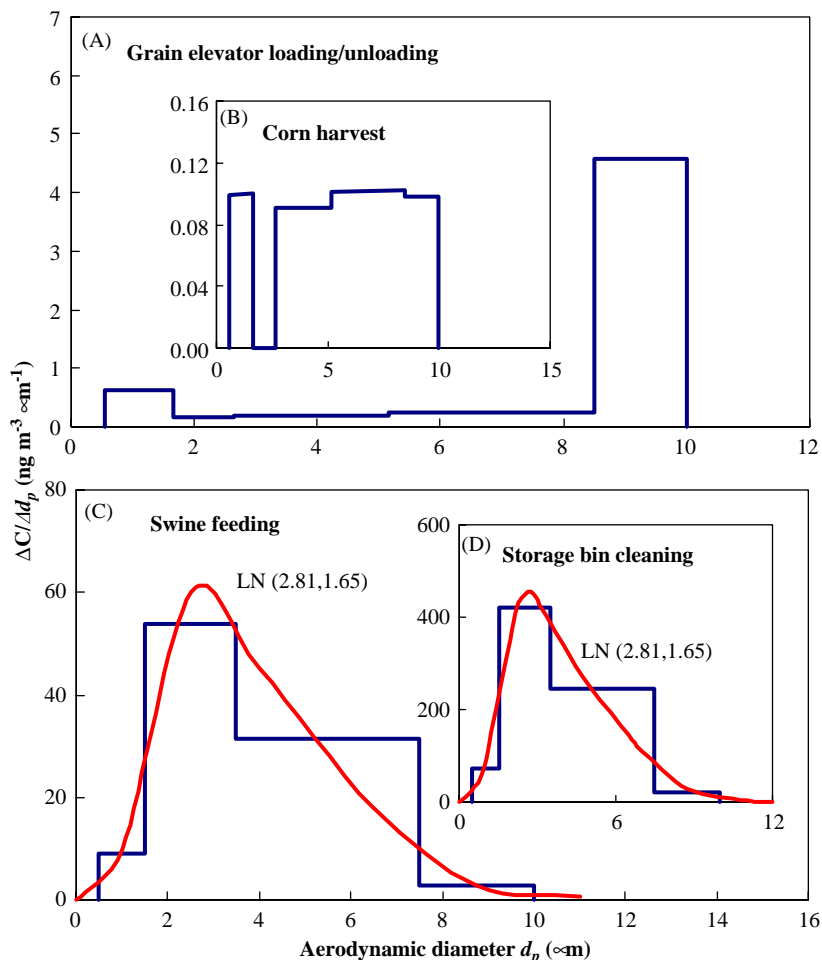 7
(A)
Grain elevator loading/unloading
6
5
4
3
2
1
0
0 2 4 6 8 10 12
0.16
(B)
Corn harvest
0.12
0.08
0.04
0.00
0 5 10 15
ΔC/Δd_p (ng m⁻³ ∝m⁻¹)
80
(C)
Swine feeding
LN (2.81,1.65)
60
40
20
0
0 2 4 6 8 10 12 14 16
600
(D)
Storage bin cleaning
400
LN (2.81,1.65)
200
0
0 6 12
Aerodynamic diameter d_p (∝m)